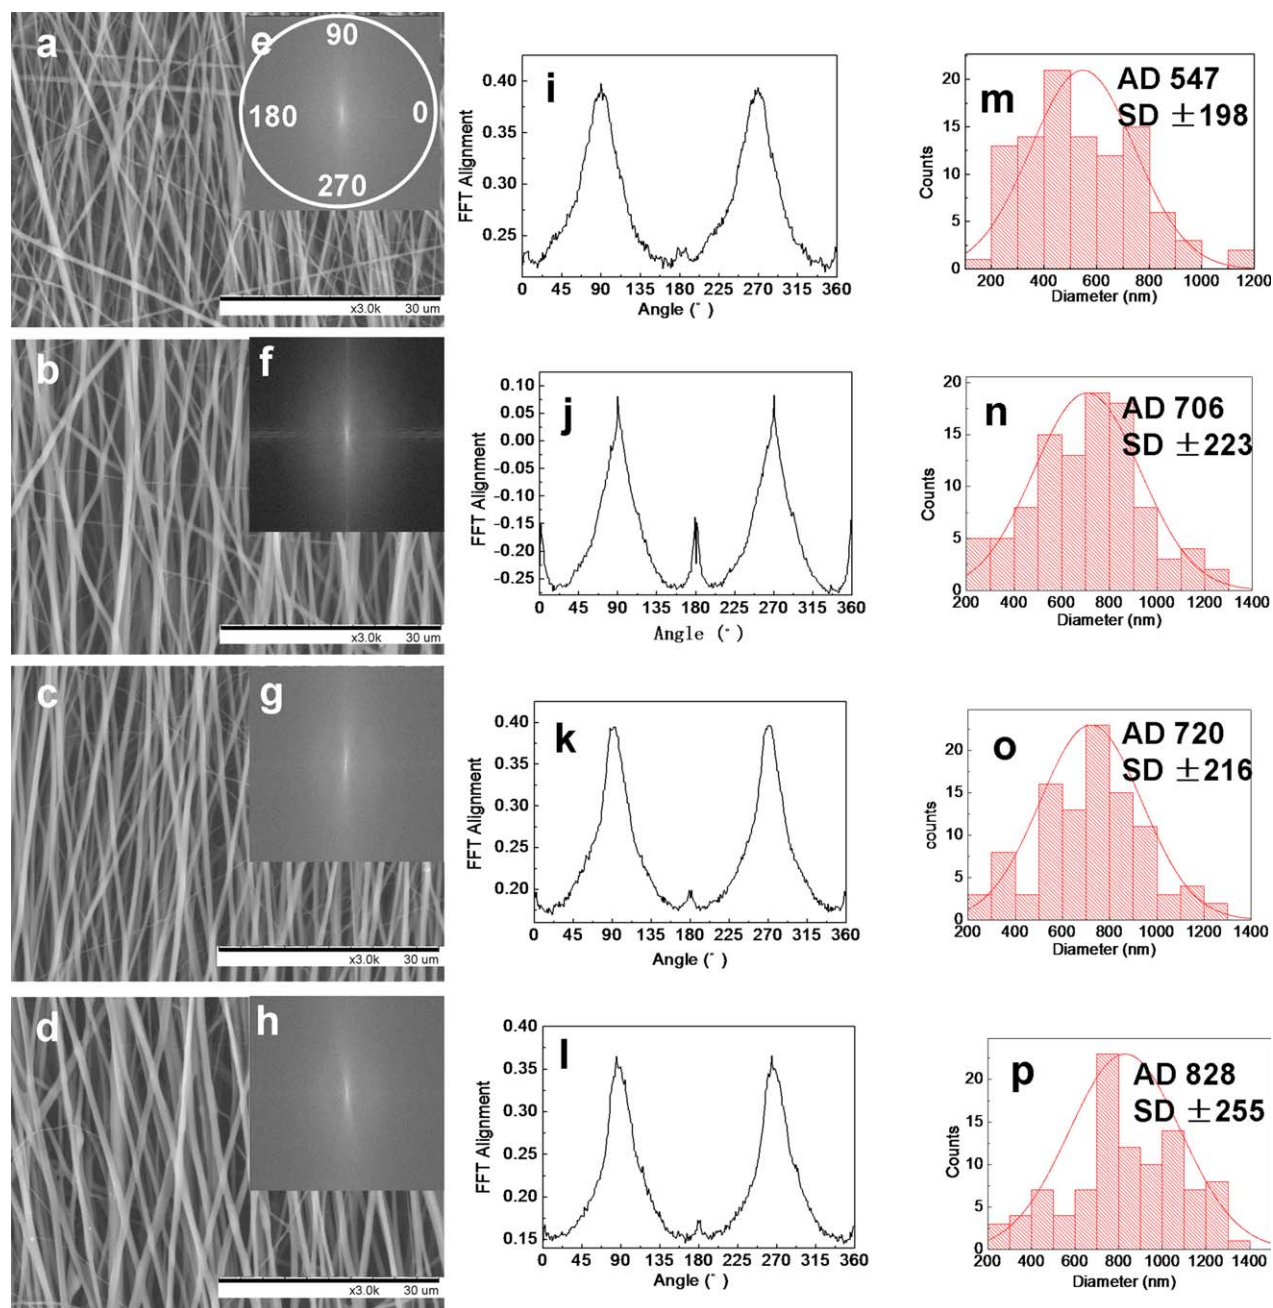 a
e
90
180
0
270
x3.0k 30 um
i
FFT Alignment
0.40
0.35
0.30
0.25
0 45 90 135 180 225 270 315 360
Angle (°)
m
AD 547
SD ±198
Counts
20
15
10
5
0
200 400 600 800 1000 1200
Diameter (nm)
b
f
x3.0k 30 um
j
FFT Alignment
0.10
0.05
0.00
-0.05
-0.10
-0.15
-0.20
-0.25
0 45 90 135 180 225 270 315 360
Angle (°)
n
AD 706
SD ±223
Counts
20
15
10
5
0
200 400 600 800 1000 1200 1400
Diameter (nm)
c
g
x3.0k 30 um
k
FFT Alignment
0.40
0.35
0.30
0.25
0.20
0 45 90 135 180 225 270 315 360
Angle (°)
o
AD 720
SD ±216
counts
20
15
10
5
0
200 400 600 800 1000 1200 1400
Diameter (nm)
d
h
x3.0k 30 um
l
FFT Alignment
0.40
0.35
0.30
0.25
0.20
0.15
0 45 90 135 180 225 270 315 360
Angle (°)
p
AD 828
SD ±255
Counts
20
15
10
5
0
200 400 600 800 1000 1200 1400
Diameter (nm)